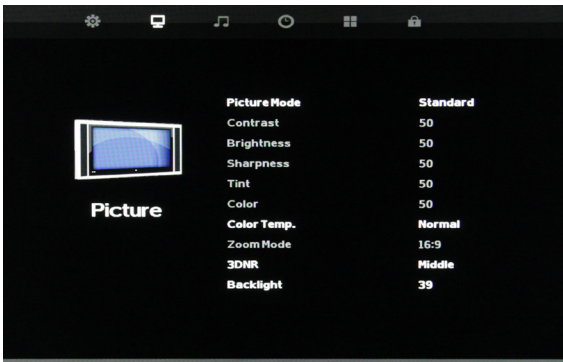 Picture Mode Standard
Contrast 50
Brightness 50
Sharpness 50
Tint 50
Color 50
Color Temp. Normal
Zoom Mode 16:9
3DNR Middle
Backlight 39
Picture